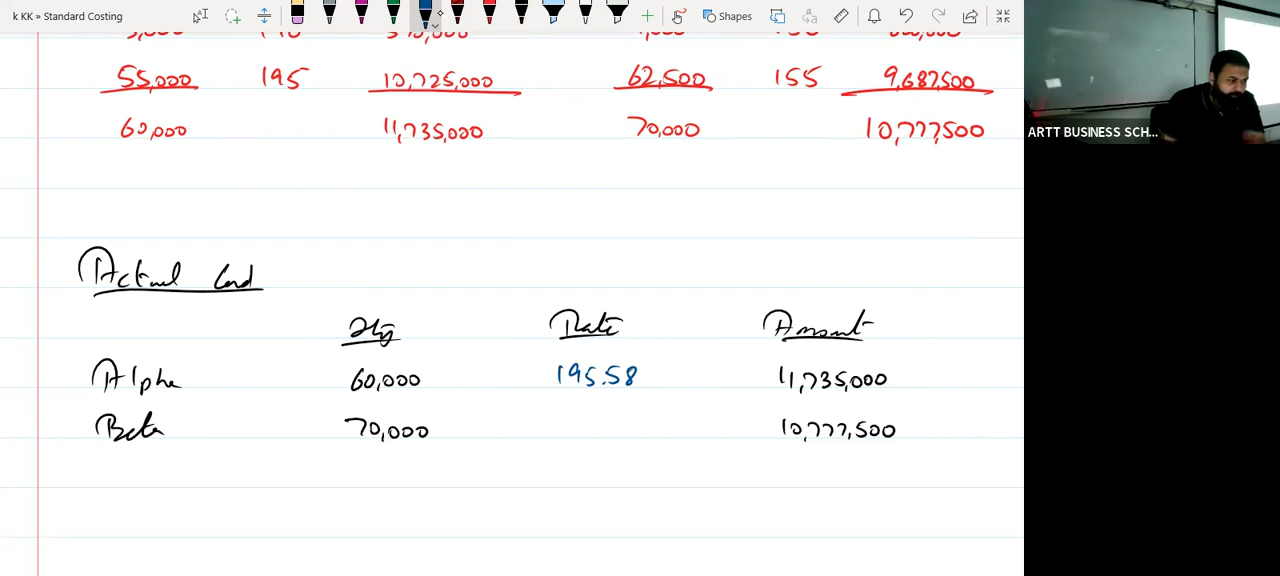 k KK » Standard Costing
Shapes
55,000 195 10,725,000 62,500 155 9,687,500
60,000 11,735,000 70,000 10,777,500
ARTT BUSINESS SCH...
Actual Cost
Qty Rate Amount
Alpha 60,000 195.58 11,735,000
Beta 70,000 10,777,500